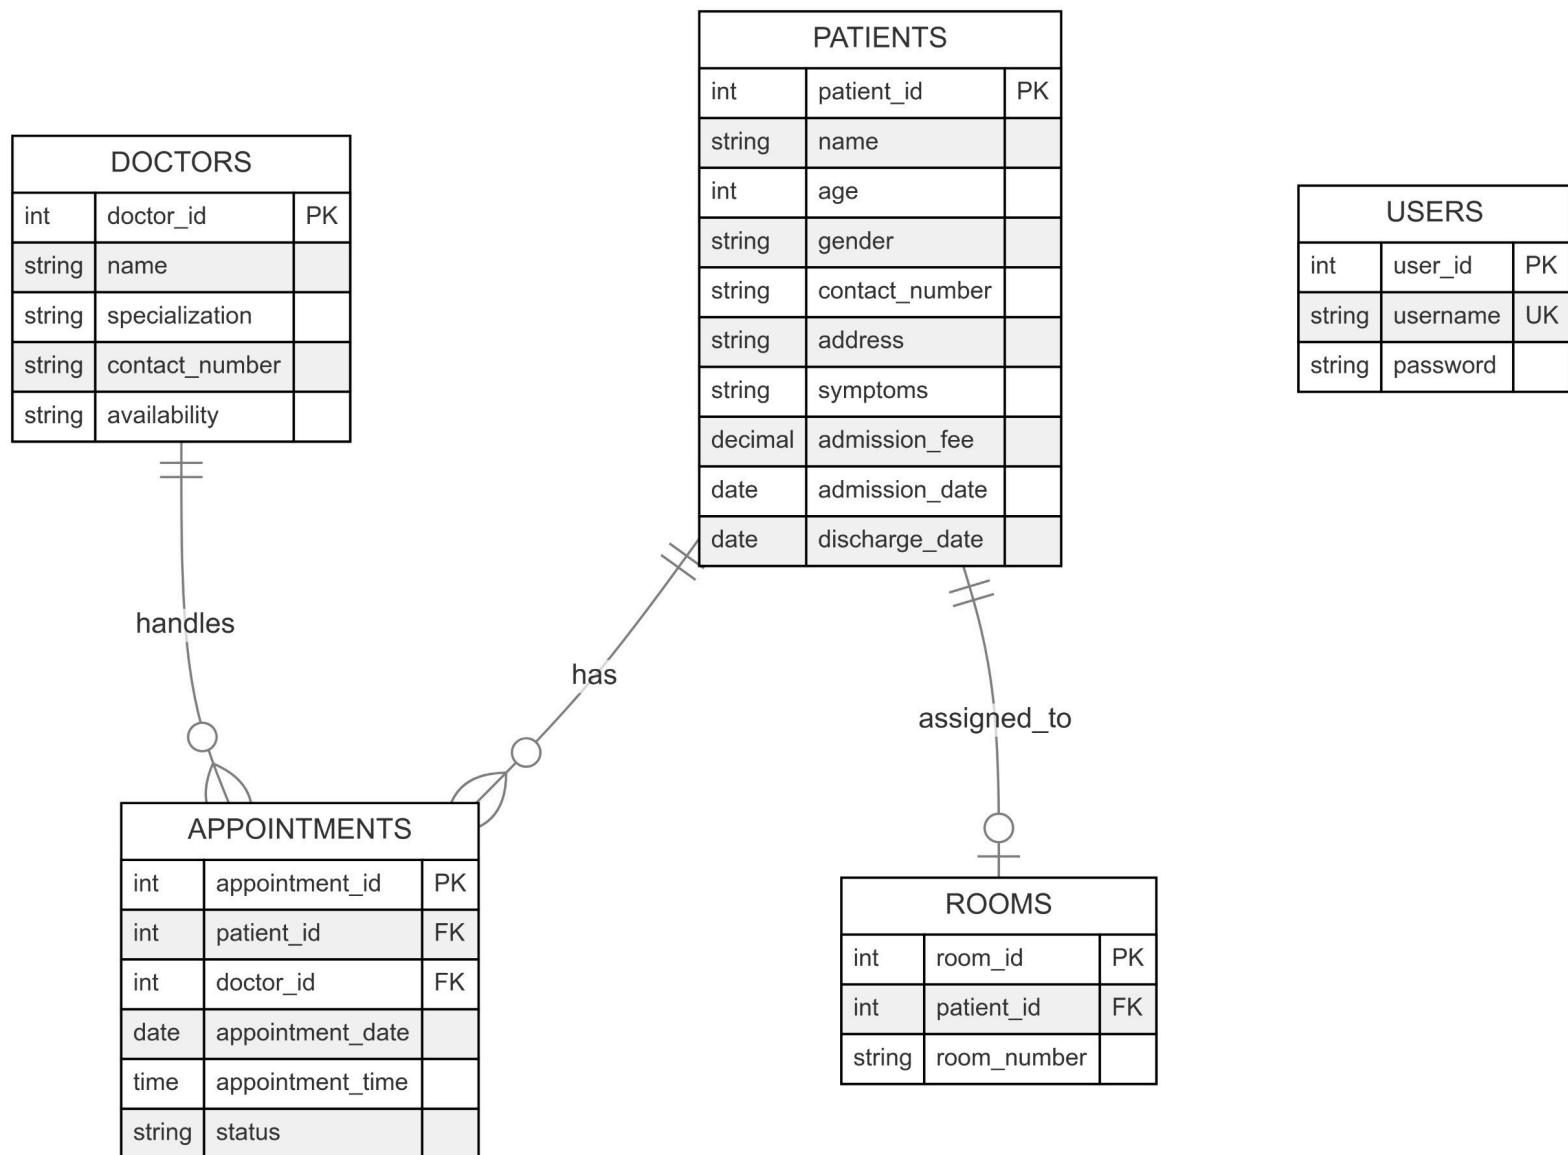 PATIENTS
int patient_id PK
string name
int age
string gender
string contact_number
string address
string symptoms
decimal admission_fee
date admission_date
date discharge_date
DOCTORS
int doctor_id PK
string name
string specialization
string contact_number
string availability
USERS
int user_id PK
string username UK
string password
handles
has
assigned_to
APPOINTMENTS
int appointment_id PK
int patient_id FK
int doctor_id FK
date appointment_date
time appointment_time
string status
ROOMS
int room_id PK
int patient_id FK
string room_number